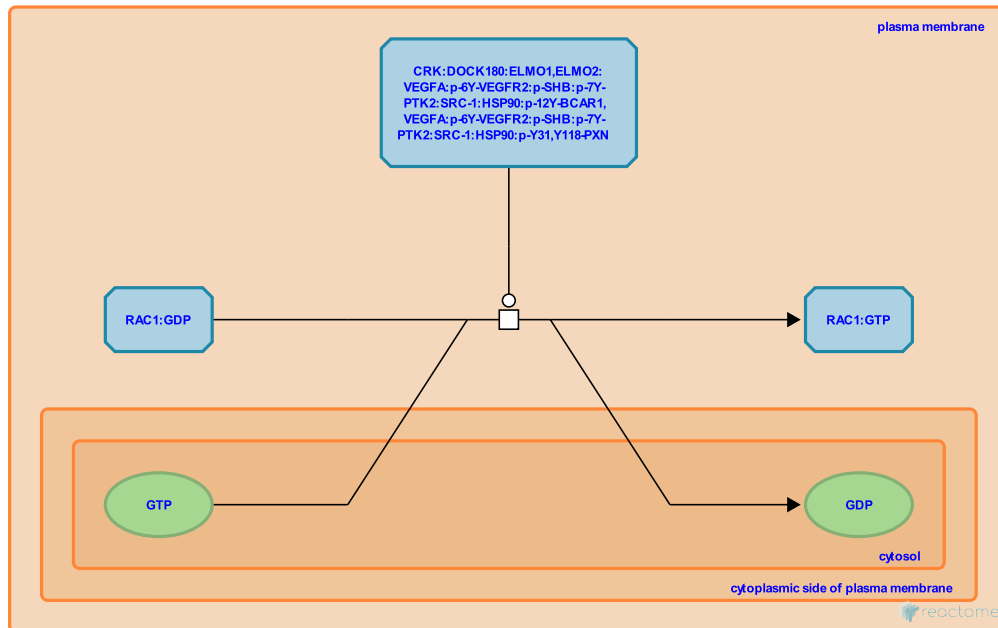 plasma membrane
CRK:DOCK180:ELMO1,ELMO2:
VEGFA:p-6Y-VEGFR2:p-SHB:p-7Y-
PTK2:SRC-1:HSP90:p-12Y-BCAR1,
VEGFA:p-6Y-VEGFR2:p-SHB:p-7Y-
PTK2:SRC-1:HSP90:p-Y31,Y118-PXN
RAC1:GDP
RAC1:GTP
GTP
GDP
cytosol
cytoplasmic side of plasma membrane
reactome